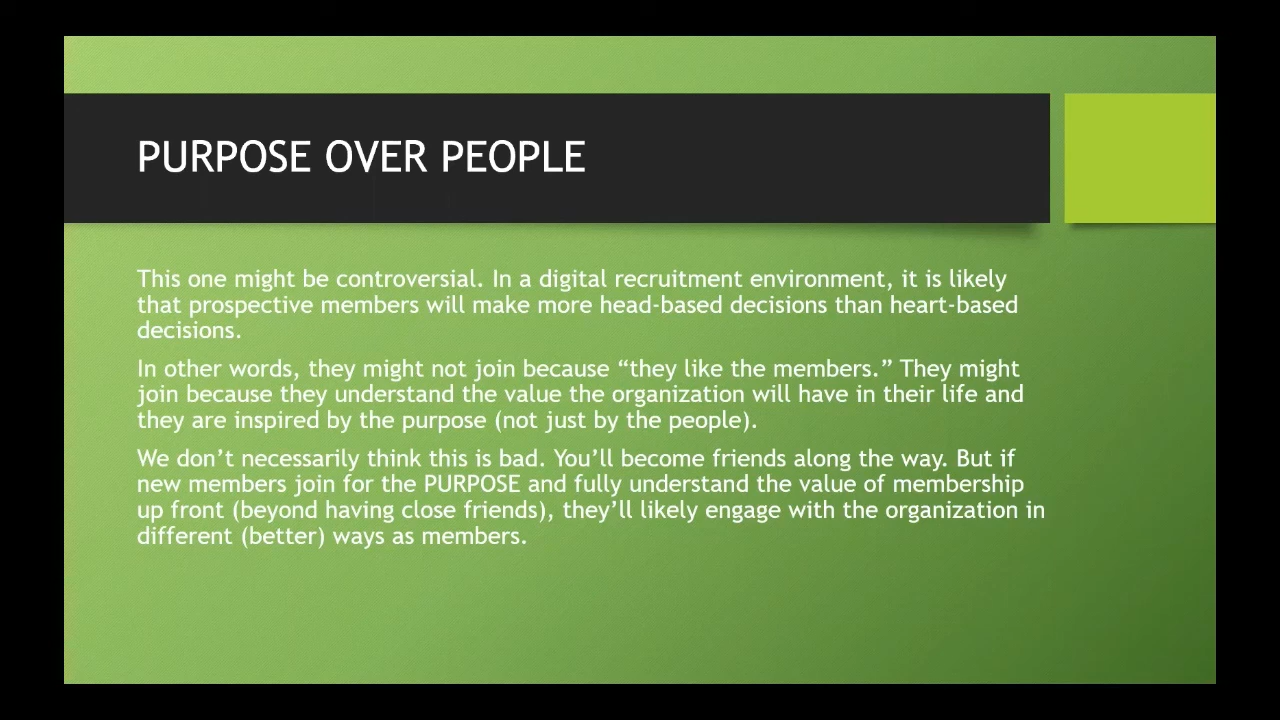 PURPOSE OVER PEOPLE
This one might be controversial. In a digital recruitment environment, it is likely
that prospective members will make more head-based decisions than heart-based
decisions.
In other words, they might not join because “they like the members.” They might
join because they understand the value the organization will have in their life and
they are inspired by the purpose (not just by the people).
We don’t necessarily think this is bad. You’ll become friends along the way. But if
new members join for the PURPOSE and fully understand the value of membership
up front (beyond having close friends), they’ll likely engage with the organization in
different (better) ways as members.